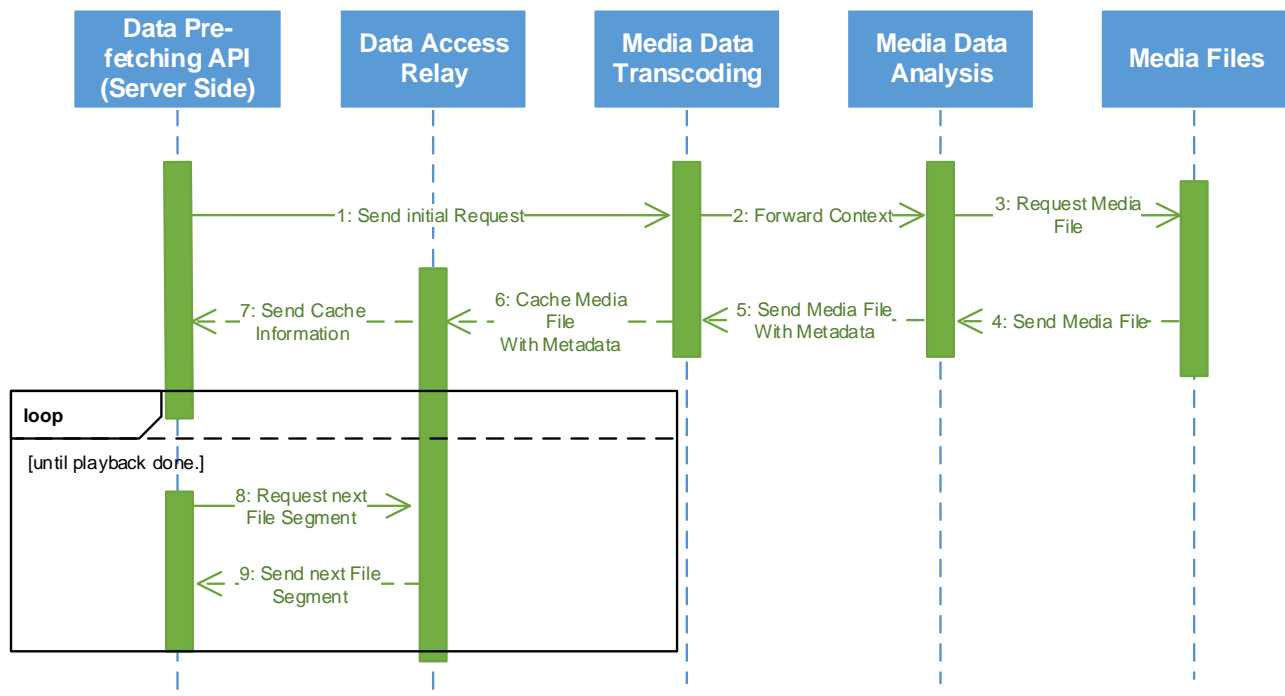 Data Pre-
fetching API
(Server Side)
Data Access
Relay
Media Data
Transcoding
Media Data
Analysis
Media Files
1: Send initial Request
2: Forward Context
3: Request Media
File
7: Send Cache
Information
6: Cache Media
File
With Metadata
5: Send Media File
With Metadata
4: Send Media File
loop
[until playback done.]
8: Request next
File Segment
9: Send next File
Segment